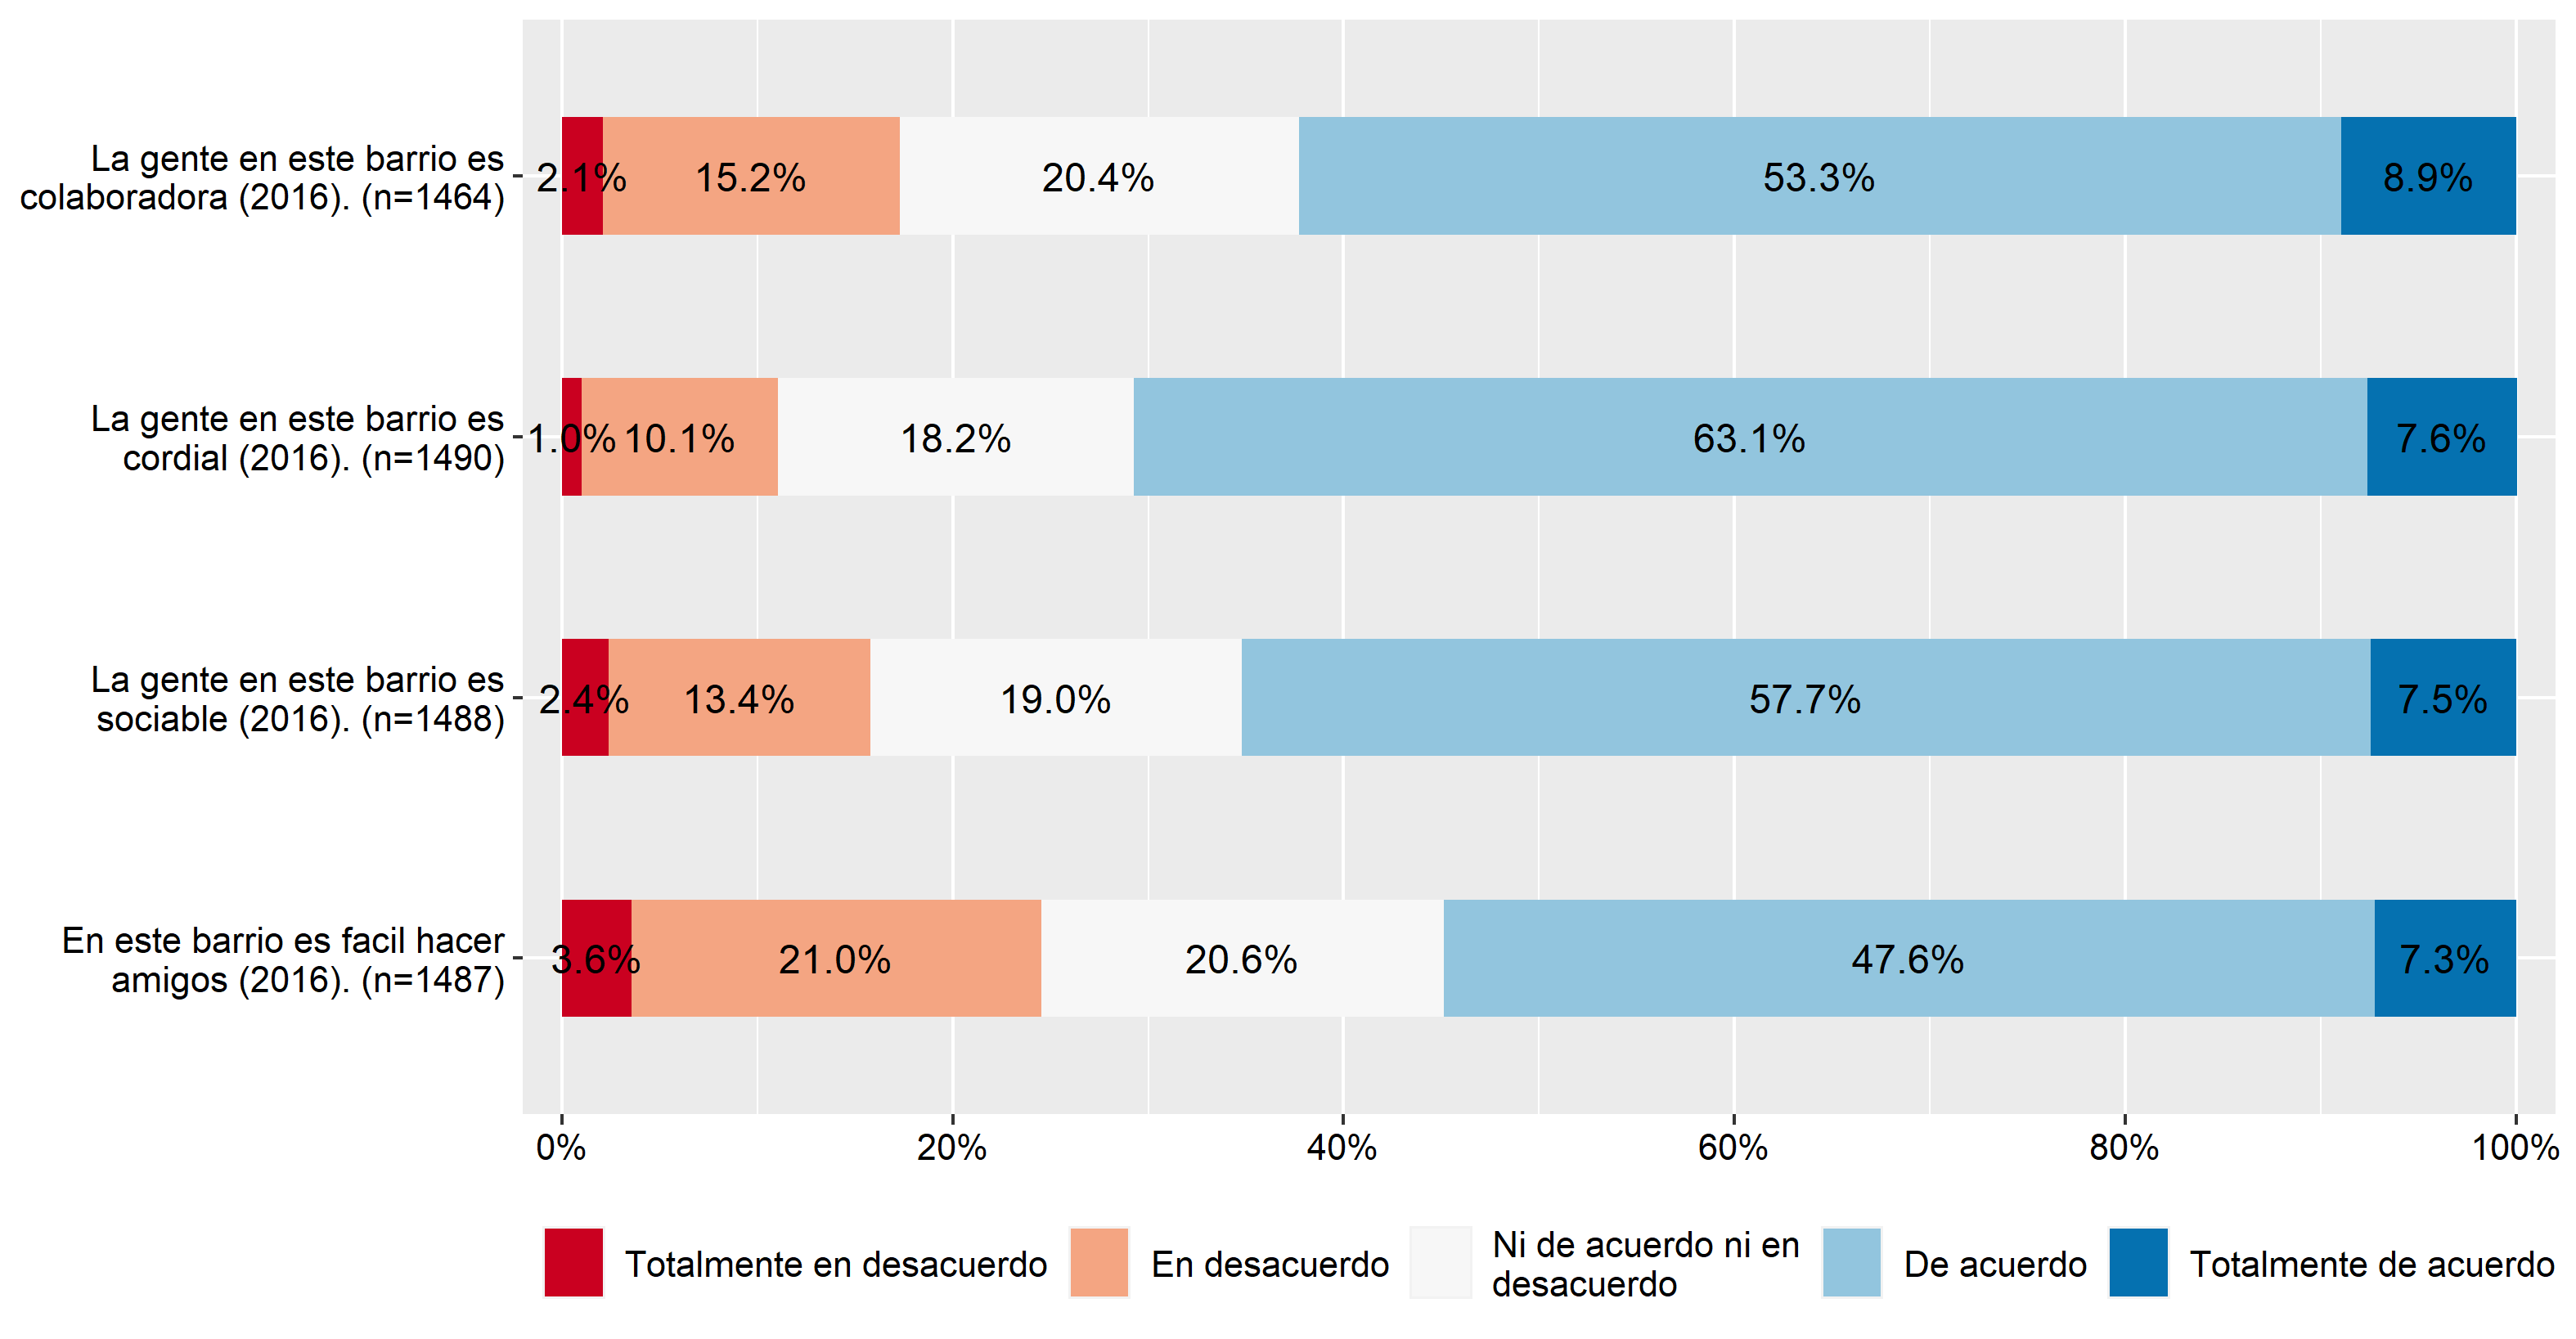 La gente en este barrio es
colaboradora (2016). (n=1464)
2.1% 15.2% 20.4% 53.3% 8.9%
La gente en este barrio es
cordial (2016). (n=1490)
1.0% 10.1% 18.2% 63.1% 7.6%
La gente en este barrio es
sociable (2016). (n=1488)
2.4% 13.4% 19.0% 57.7% 7.5%
En este barrio es facil hacer
amigos (2016). (n=1487)
3.6% 21.0% 20.6% 47.6% 7.3%
0% 20% 40% 60% 80% 100%
Totalmente en desacuerdo
En desacuerdo
Ni de acuerdo ni en
desacuerdo
De acuerdo
Totalmente de acuerdo